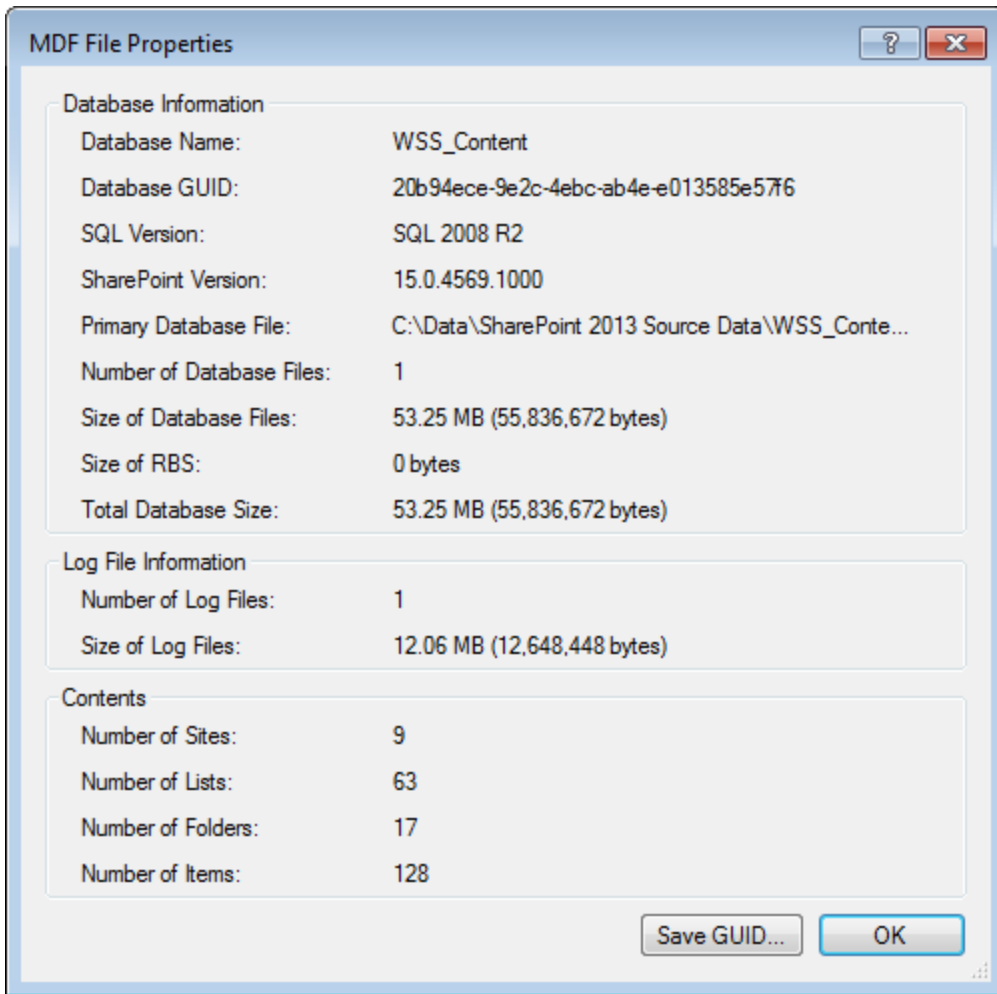 MDF File Properties
Database Information
Database Name: WSS_Content
Database GUID: 20b94ece-9e2c-4ebc-ab4e-e013585e57f6
SQL Version: SQL 2008 R2
SharePoint Version: 15.0.4569.1000
Primary Database File: C:\Data\SharePoint 2013 Source Data\WSS_Conte...
Number of Database Files: 1
Size of Database Files: 53.25 MB (55,836,672 bytes)
Size of RBS: 0 bytes
Total Database Size: 53.25 MB (55,836,672 bytes)
Log File Information
Number of Log Files: 1
Size of Log Files: 12.06 MB (12,648,448 bytes)
Contents
Number of Sites: 9
Number of Lists: 63
Number of Folders: 17
Number of Items: 128
Save GUID... OK